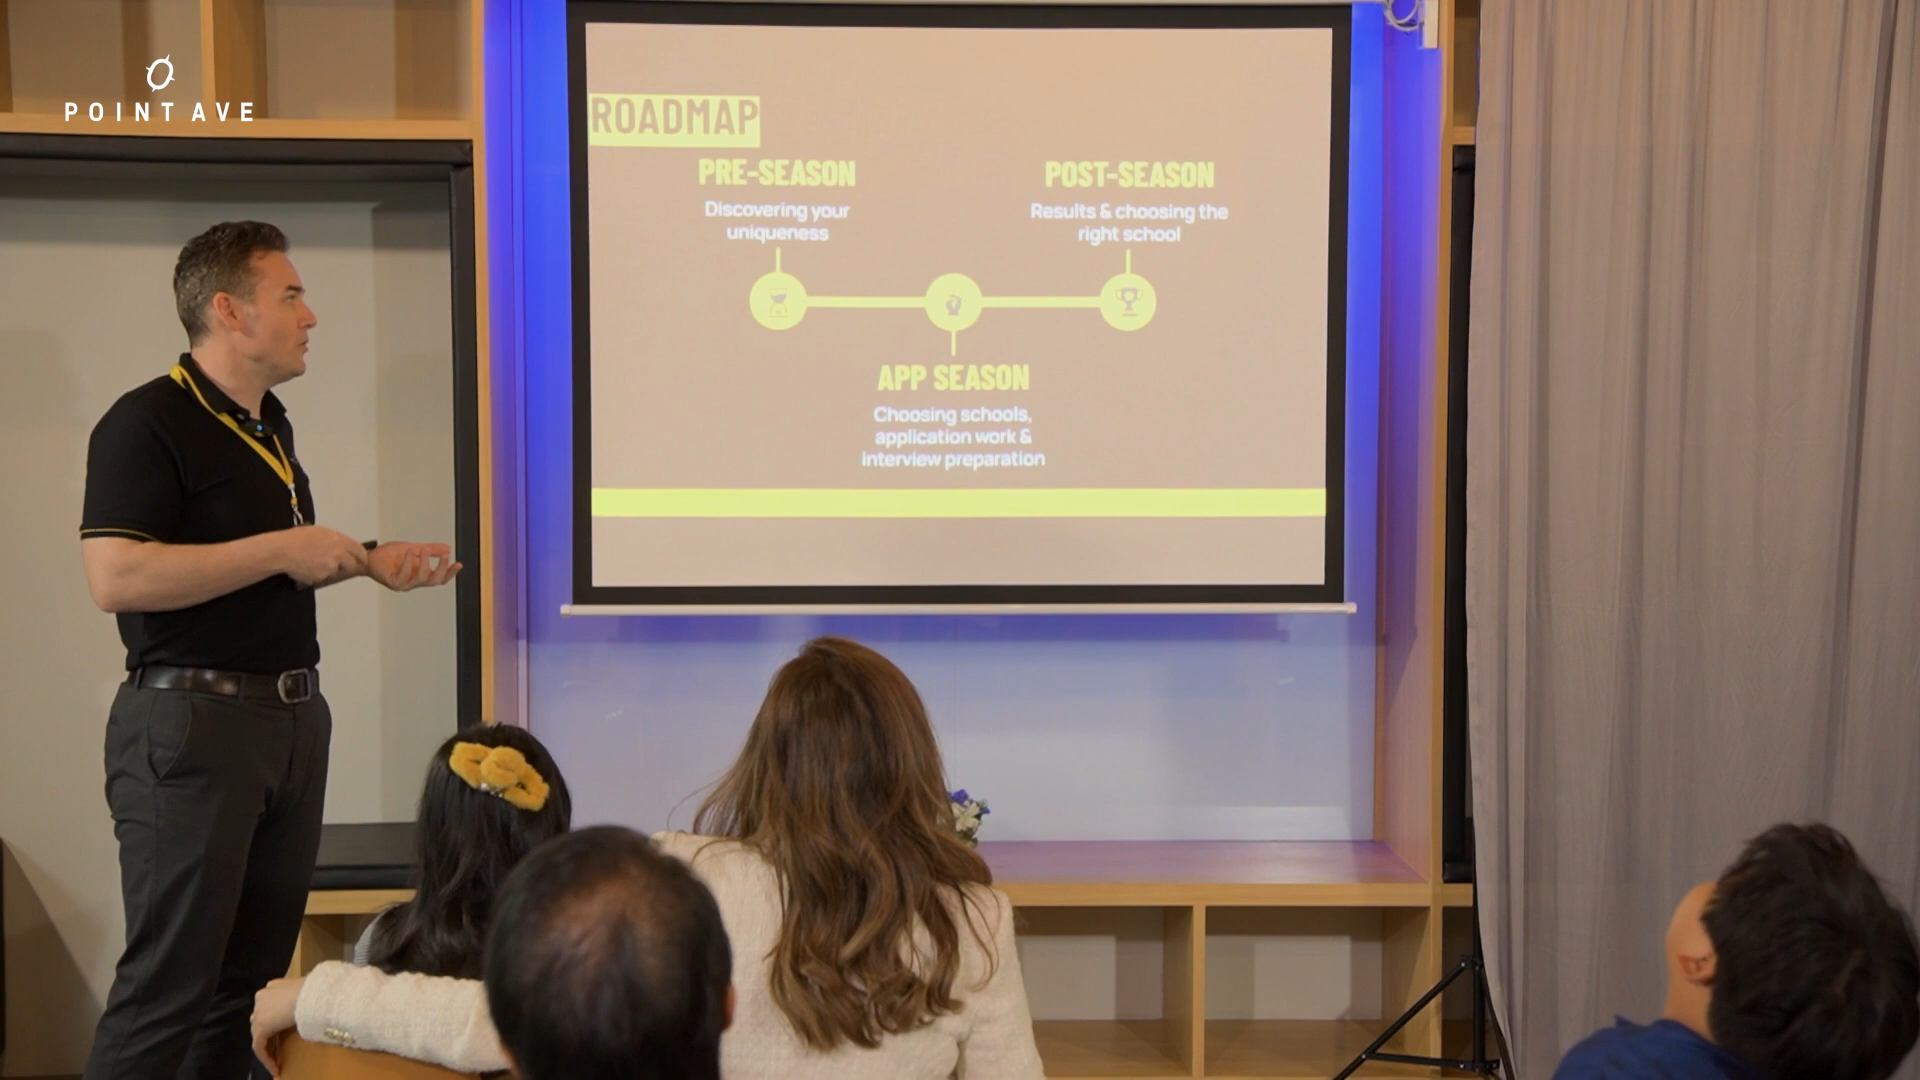 POINT AVE
ROADMAP
PRE-SEASON
Discovering your
uniqueness
POST-SEASON
Results & choosing the
right school
APP SEASON
Choosing schools,
application work &
interview preparation